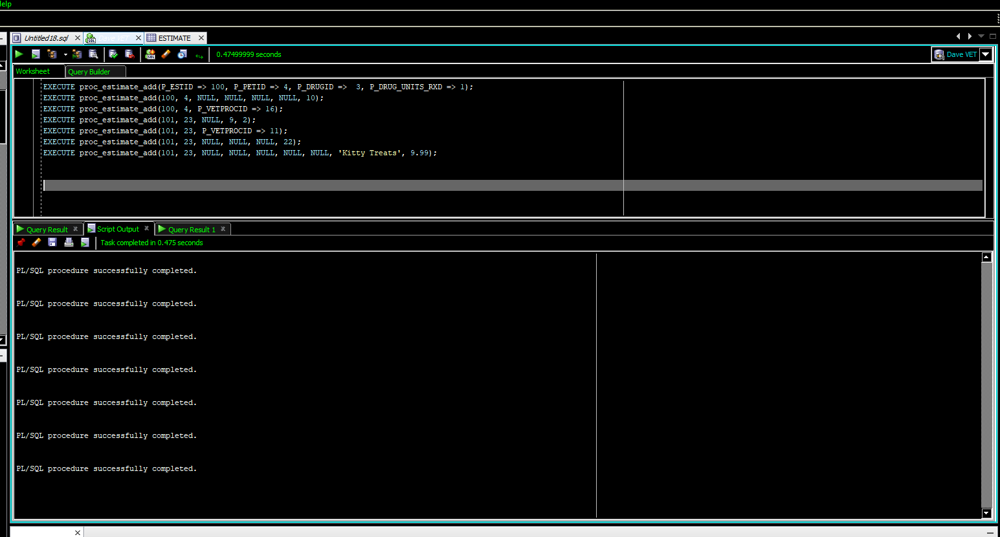 Help
Untitled18.sql
Dave VET
ESTIMATE
0.47499999 seconds
Dave VET
Worksheet
Query Builder
EXECUTE proc_estimate_add(P_ESTID => 100, P_PETID => 4, P_DRUGID =>  3, P_DRUG_UNITS_RXD => 1);
EXECUTE proc_estimate_add(100, 4, NULL, NULL, NULL, NULL, 10);
EXECUTE proc_estimate_add(100, 4, P_VETPROCID => 16);
EXECUTE proc_estimate_add(101, 23, NULL, 9, 2);
EXECUTE proc_estimate_add(101, 23, P_VETPROCID => 11);
EXECUTE proc_estimate_add(101, 23, NULL, NULL, NULL, 22);
EXECUTE proc_estimate_add(101, 23, NULL, NULL, NULL, NULL, NULL, 'Kitty Treats', 9.99);
Query Result
Script Output
Query Result 1
Task completed in 0.475 seconds
PL/SQL procedure successfully completed.
PL/SQL procedure successfully completed.
PL/SQL procedure successfully completed.
PL/SQL procedure successfully completed.
PL/SQL procedure successfully completed.
PL/SQL procedure successfully completed.
PL/SQL procedure successfully completed.